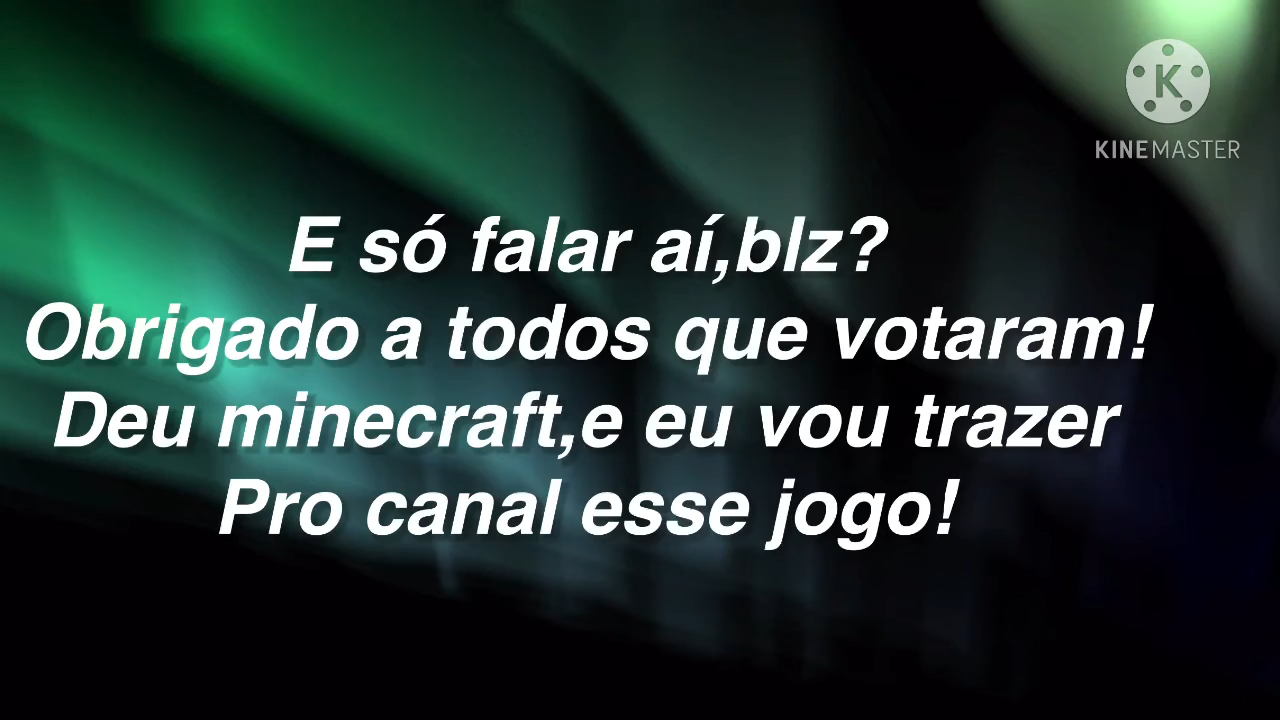 K
KINEMASTER
E só falar aí,blz?
Obrigado a todos que votaram!
Deu minecraft,e eu vou trazer
Pro canal esse jogo!